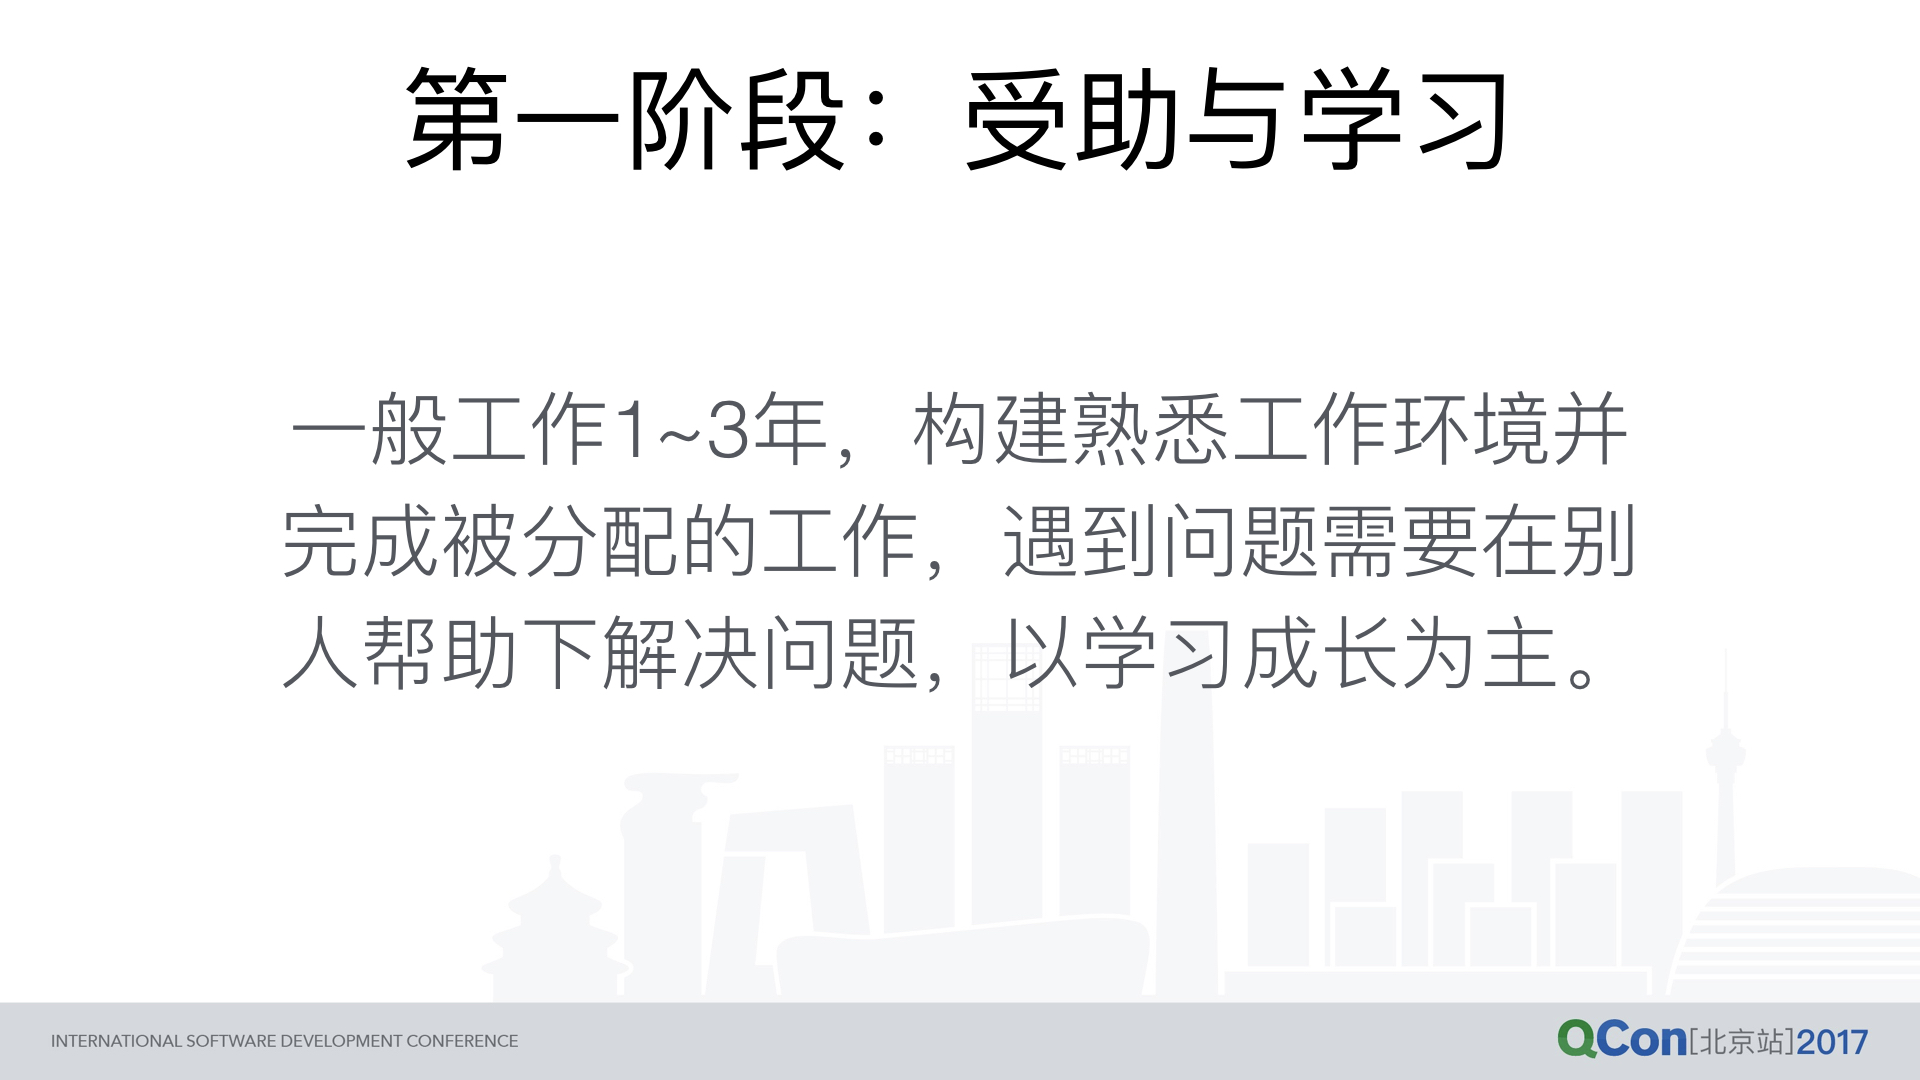 第一阶段：受助与学习
一般工作1~3年，构建熟悉工作环境并
完成被分配的工作，遇到问题需要在别
人帮助下解决问题，以学习成长为主。
INTERNATIONAL SOFTWARE DEVELOPMENT CONFERENCE
QCon[北京站]2017